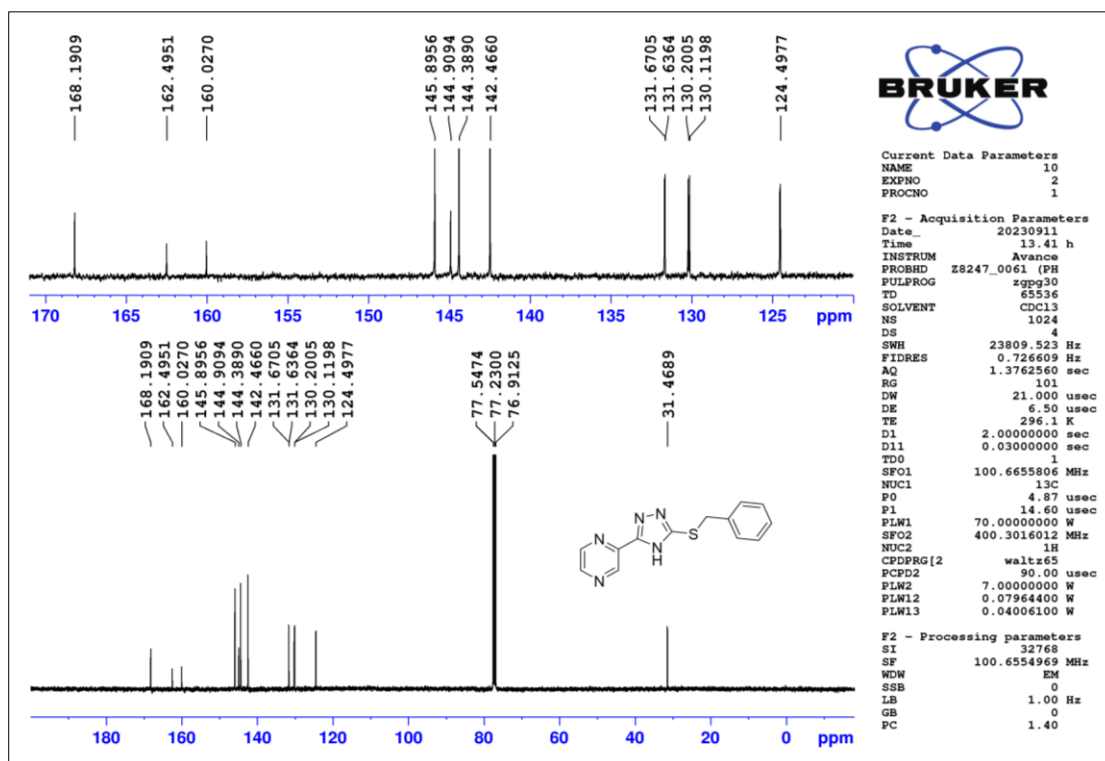 168.1909
162.4951
160.0270
145.8956
144.9094
144.3890
142.4660
131.6705
131.6364
130.2005
130.1198
124.4977
170 165 160 155 150 145 140 135 130 125 ppm
168.1909
162.4951
160.0270
145.8956
144.9094
144.3890
142.4660
131.6705
131.6364
130.2005
130.1198
124.4977
77.5474
77.2300
76.9125
31.4689
N N
N
N
H
S
N
180 160 140 120 100 80 60 40 20 0 ppm
BRUKER
Current Data Parameters
NAME 10
EXPNO 2
PROCNO 1
F2 - Acquisition Parameters
Date_ 20230911
Time 13.41 h
INSTRUM Avance
PROBHD Z8247_0061 (PH
PULPROG zgpg30
TD 65536
SOLVENT CDCl3
NS 1024
DS 4
SWH 23809.523 Hz
FIDRES 0.726609 Hz
AQ 1.3762560 sec
RG 101
DW 21.000 usec
DE 6.50 usec
TE 296.1 K
D1 2.00000000 sec
D11 0.03000000 sec
TD0 1
SFO1 100.6655806 MHz
NUC1 13C
P0 4.87 usec
P1 14.60 usec
PLW1 70.00000000 W
SFO2 400.3016012 MHz
NUC2 1H
CPDPRG[2 waltz65
PCPD2 90.00 usec
PLW2 7.00000000 W
PLW12 0.07964400 W
PLW13 0.04006100 W
F2 - Processing parameters
SI 32768
SF 100.6554969 MHz
WDW EM
SSB 0
LB 1.00 Hz
GB 0
PC 1.40